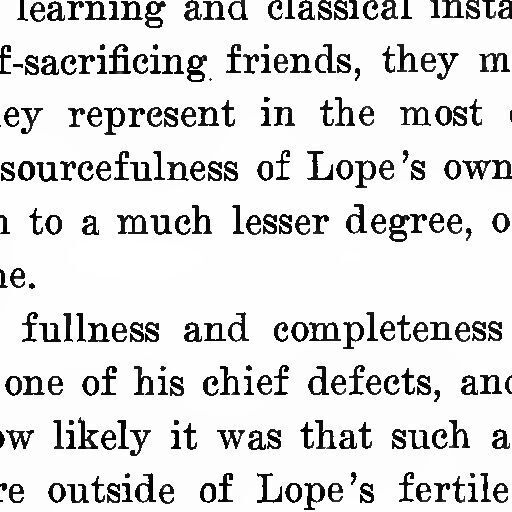 learning and classical insta
f-sacrificing friends, they m
ey represent in the most
sourcefulness of Lope's own
to a much lesser degree, o
ne.
fullness and completeness
one of his chief defects, and
ow likely it was that such a
re outside of Lope's fertile